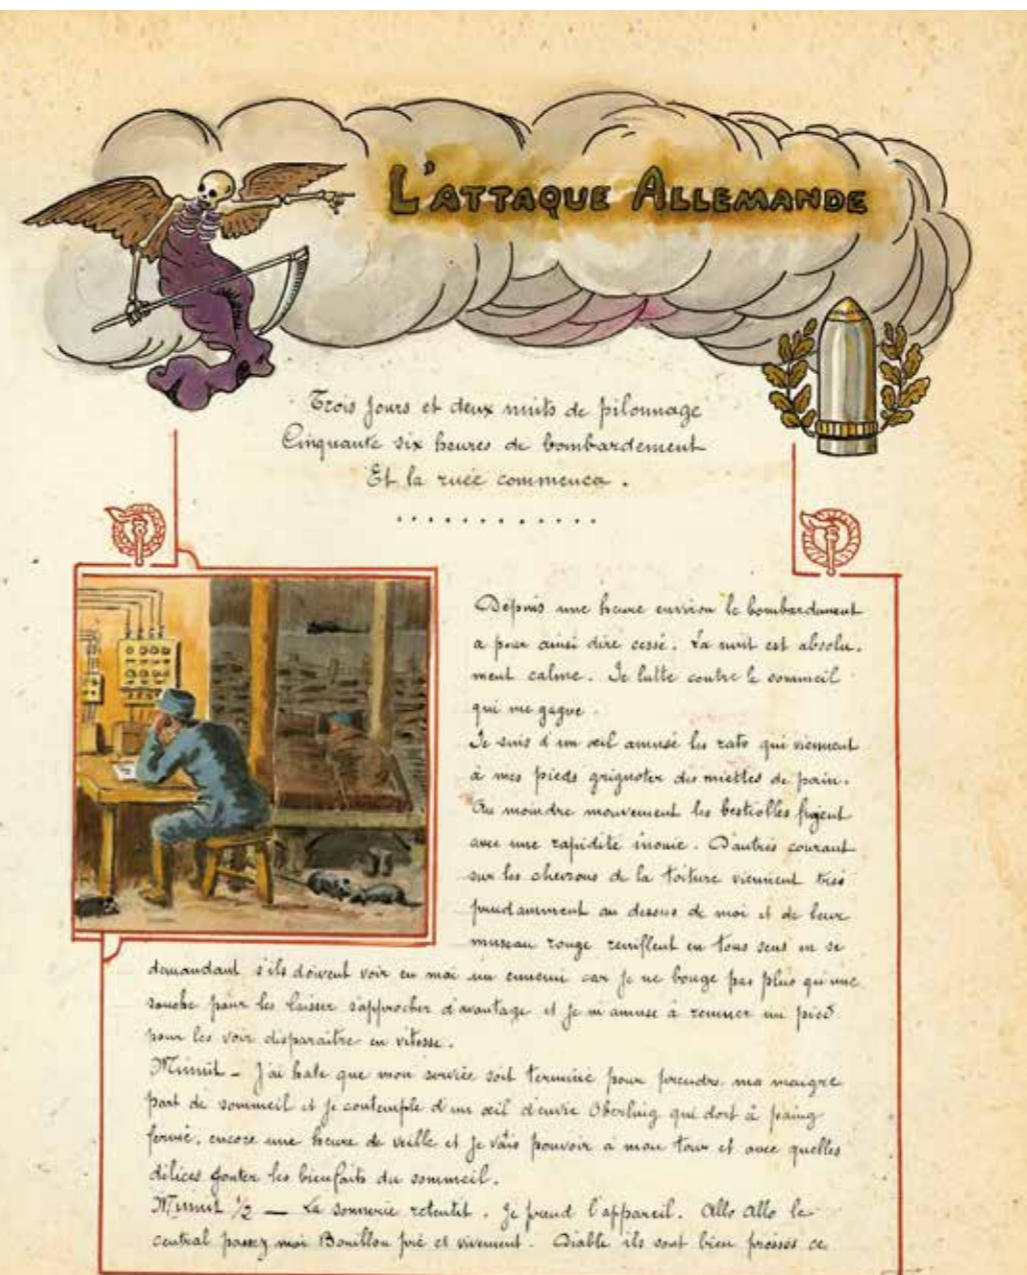 L'ATTAQUE ALLEMANDE
Trois jours et deux nuits de pilonnage
Cinquante six heures de bombardement
Et la ruée commença .
. . . . . . . . . . . .
Depuis une heure environ le bombardement
a pour ainsi dire cessé. La nuit est absolu.
ment calme. Je lutte contre le sommeil
qui me gagne.
Je suis d'un œil amusé les rats qui viennent
à mes pieds grignoter des miettes de pain.
Au moindre mouvement les bestiolles fuyent
avec une rapidité inouïe. D'autres courant
sur les chevrons de la toiture viennent très
prudamment au dessus de moi et de leur
museau rouge reniflent en tous sens en se
demandant s'ils doivent voir en moi un ennemi car je ne bouge pas plus qu'une
souche pour les laisser s'approcher d'avantage et je m'amuse à remuer un pied
pour les voir disparaitre en vitesse.
Minuit - J'ai hate que mon service soit terminé pour prendre ma maigre
part de sommeil et je contemple d'un œil d'envie qui dort à poing
fermé, encore une heure de veille et je vais pouvoir à mon tour et avec quelles
délices gouter les bienfaits du sommeil.
Minuit 1/2 — La sonnerie retentit. Je prend l'appareil. Allo Allo le
central passez moi Bouillon pré et vivement. Diable ils sont bien pressés ce